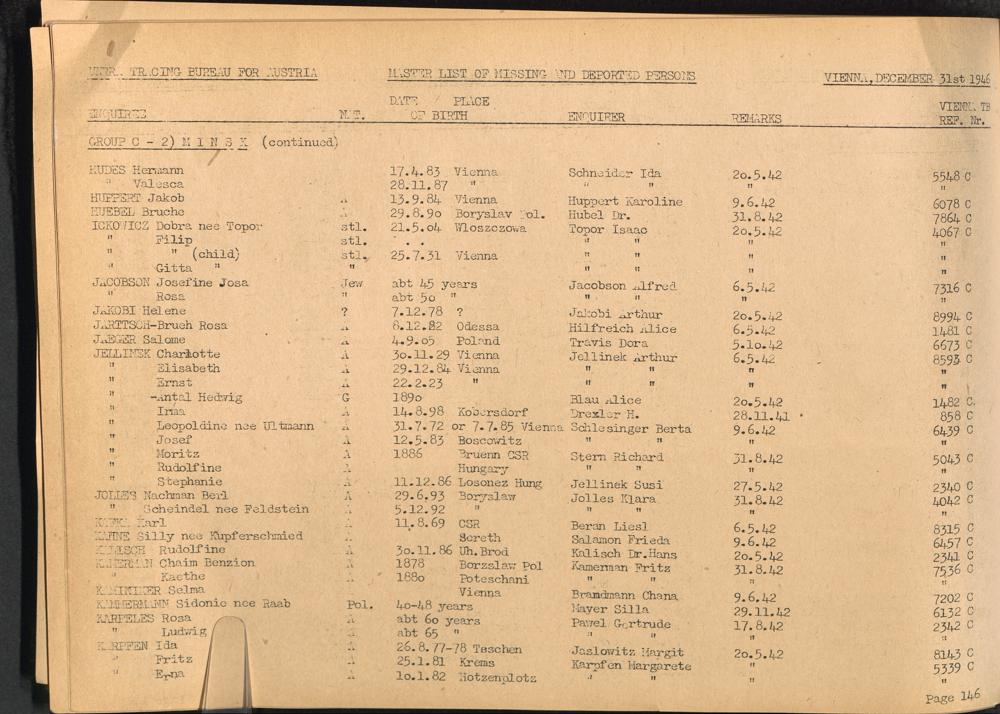 TRACING BUREAU FOR AUSTRIA MASTER LIST OF MISSING AND DEPORTED PERSONS VIENNA, DECEMBER 31st 1946
ENQUIREE NAT. DATE / PLACE OF BIRTH ENQUIRER REMARKS VIENNA TB REF. Nr.
GROUP C - 2) M I N S K (continued)
KUDES Hermann 17.4.83 Vienna Schneider Ida 20.5.42 5548 C
" Valesca 28.11.87 " " " " "
HUPPERT Jakob A 13.9.84 Vienna Huppert Karoline 9.6.42 6078 C
HUEBEL Bruche A 29.8.90 Boryslav Pol. Hubel Dr. 31.8.42 7864 C
ICKOWICZ Dobra nee Topor stl. 21.5.04 Wloszczowa Topor Isaac 20.5.42 4067 C
" Filip stl. . . " " " "
" " (child) stl. 25.7.31 Vienna " " " "
" Gitta " " " " " "
JACOBSON Josefine Josa Jew abt 45 years Jacobson Alfred 6.5.42 7316 C
" Rosa " abt 50 " " " " "
JAKOBI Helene ? 7.12.78 ? Jakobi Arthur 20.5.42 8994 C
JARTTSCH-Bruch Rosa A 8.12.82 Odessa Hilfreich Alice 6.5.42 1481 C
JAEGER Salome A 4.9.05 Poland Travis Dora 5.10.42 6673 C
JELLINEK Charlotte A 30.11.29 Vienna Jellinek Arthur 6.5.42 8593 C
" Elisabeth A 29.12.84 Vienna " " " "
" Ernst A 22.2.23 " " " " "
" -Antal Hedwig G 1890 Blau Alice 20.5.42 1482 C.
" Irma A 14.8.98 Kobersdorf Drexler H. 28.11.41 858 C
" Leopoldine nee Ultmann A 31.7.72 or 7.7.85 Vienna Schlesinger Berta 9.6.42 6439 C
" Josef A 12.5.83 Boscowitz " " " "
" Moritz A 1886 Bruenn CSR Stern Richard 31.8.42 5043 C
" Rudolfine A Hungary " " " "
" Stephanie A 11.12.86 Losonez Hung Jellinek Susi 27.5.42 2340 C
JOLLES Nachman Berl A 29.6.93 Boryslaw Jolles Klara 31.8.42 4042 C
" Scheindel nee Feldstein A 5.12.92 " " " " "
KAFKA Karl A 11.8.69 CSR Beran Liesl 6.5.42 8315 C
Silly nee Kupferschmied A Sereth Salamon Frieda 9.6.42 6457 C
KALISCH Rudolfine A 30.11.86 Uh.Brod Kalisch Dr.Hans 20.5.42 2341 C
KAMERMAN Chaim Benzion A 1878 Borzslaw Pol Kamerman Fritz 31.8.42 7536 C
" Kaethe A 1880 Poteschani " " " "
KAMINKER Selma Vienna Brandmann Chana 9.6.42 7202 C
KAMMERMANN Sidonie nee Raab Pol. 40-48 years Mayer Silla 29.11.42 6132 C
KARPELES Rosa A abt 60 years Pawel Gertrude 17.8.42 2342 C
" Ludwig A abt 65 " " " " "
KARPFEN Ida A 26.8.77-78 Teschen Jaslowitz Margit 20.5.42 8143 C
" Fritz A 25.1.81 Krems Karpfen Margarete " 5339 C
" Erna A 10.1.82 Hotzenplotz " " " "
Page 146